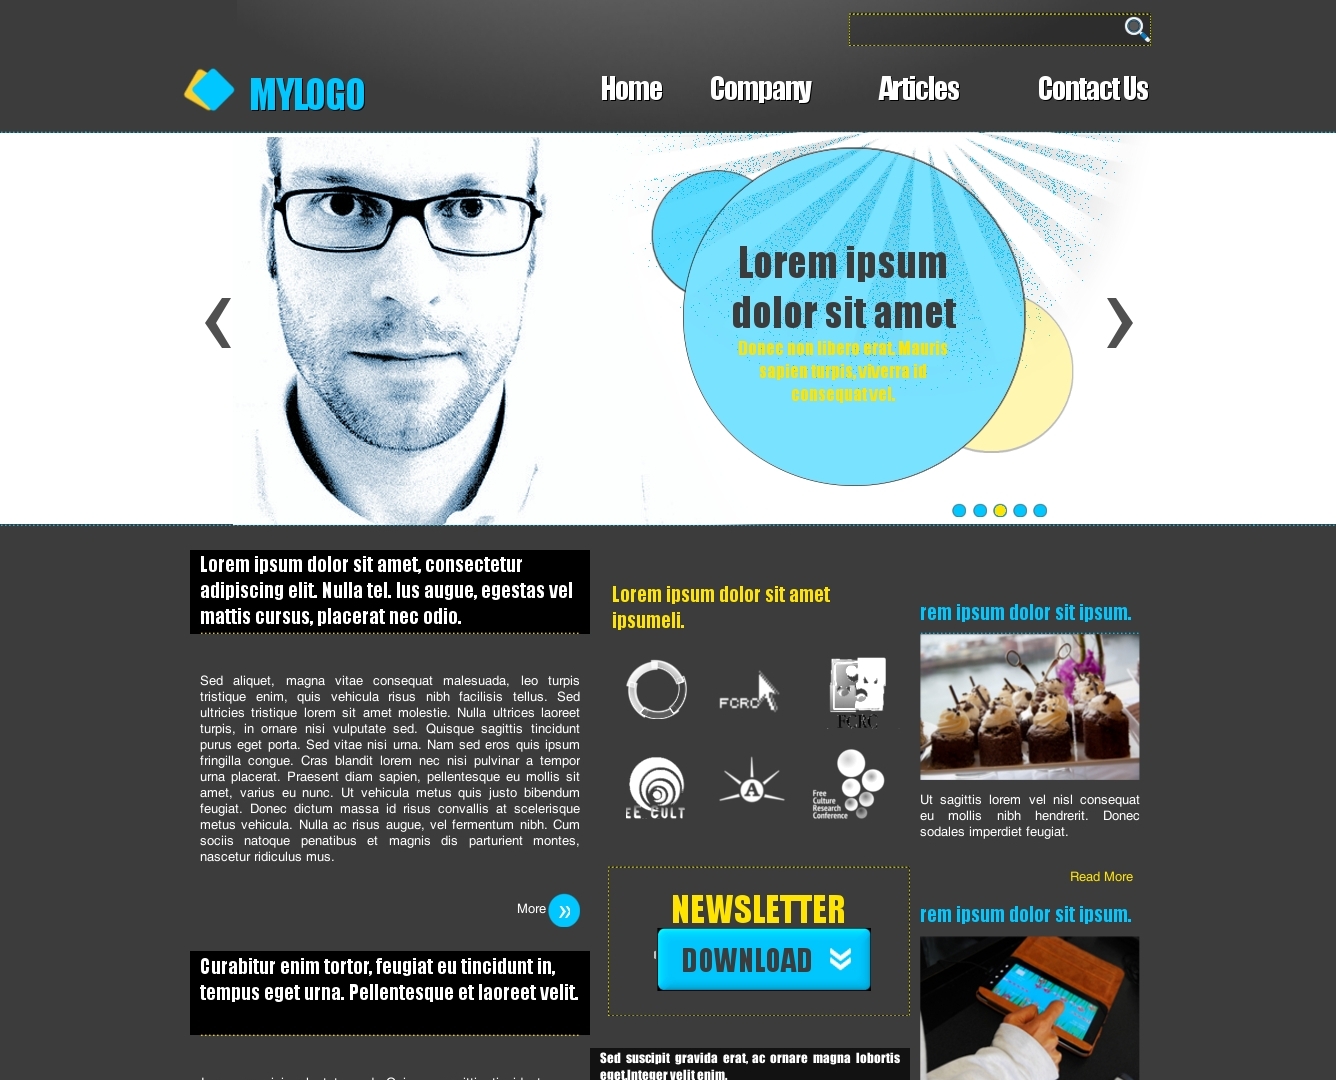 MYLOGO
Home
Company
Articles
Contact Us
Lorem ipsum
dolor sit amet
Donec non libero erat. Mauris
sapien turpis, viverra id
consequat vel.
Lorem ipsum dolor sit amet, consectetur
adipiscing elit. Nulla tel. Ius augue, egestas vel
mattis cursus, placerat nec odio.
Sed aliquet, magna vitae consequat malesuada, leo turpis
tristique enim, quis vehicula risus nibh facilisis tellus. Sed
ultricies tristique lorem sit amet molestie. Nulla ultrices laoreet
turpis, in ornare nisi vulputate sed. Quisque sagittis tincidunt
purus eget porta. Sed vitae nisi urna. Nam sed eros quis ipsum
fringilla congue. Cras blandit lorem nec nisi pulvinar a tempor
urna placerat. Praesent diam sapien, pellentesque eu mollis sit
amet, varius eu nunc. Ut vehicula metus quis justo bibendum
feugiat. Donec dictum massa id risus convallis at scelerisque
metus vehicula. Nulla ac risus augue, vel fermentum nibh. Cum
sociis natoque penatibus et magnis dis parturient montes,
nascetur ridiculus mus.
More
Curabitur enim tortor, feugiat eu tincidunt in,
tempus eget urna. Pellentesque et laoreet velit.
Lorem ipsum dolor sit amet
ipsumeli.
FCRC
FCRC
EE CULT
A
Free
Culture
Research
Conference
NEWSLETTER
DOWNLOAD
Sed suscipit gravida erat, ac ornare magna lobortis
eget.Integer velit enim,
rem ipsum dolor sit ipsum.
Ut sagittis lorem vel nisl consequat
eu mollis nibh hendrerit. Donec
sodales imperdiet feugiat.
Read More
rem ipsum dolor sit ipsum.